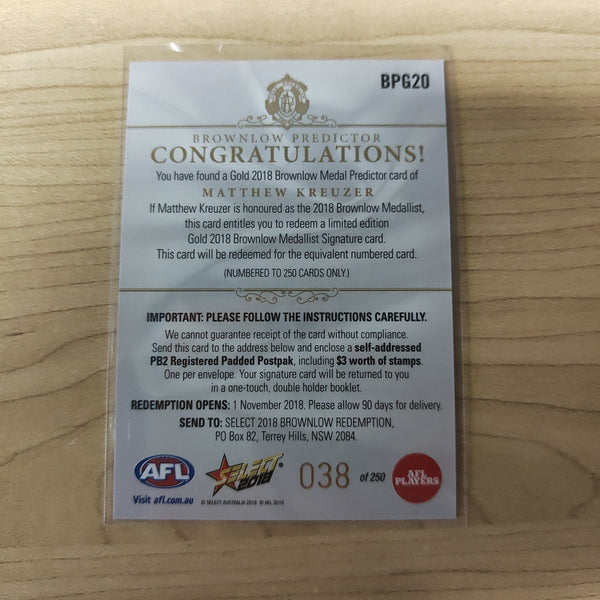 BPG20
BROWNLOW PREDICTOR
CONGRATULATIONS!
You have found a Gold 2018 Brownlow Medal Predictor card of
MATTHEW KREUZER
If Matthew Kreuzer is honoured as the 2018 Brownlow Medallist,
this card entitles you to redeem a limited edition
Gold 2018 Brownlow Medallist Signature card.
This card will be redeemed for the equivalent numbered card.
(NUMBERED TO 250 CARDS ONLY.)
IMPORTANT: PLEASE FOLLOW THE INSTRUCTIONS CAREFULLY.
We cannot guarantee receipt of the card without compliance.
Send this card to the address below and enclose a self-addressed
PB2 Registered Padded Postpak, including $3 worth of stamps.
One per envelope. Your signature card will be returned to you
in a one-touch, double holder booklet.
REDEMPTION OPENS: 1 November 2018. Please allow 90 days for delivery.
SEND TO: SELECT 2018 BROWNLOW REDEMPTION,
PO Box 82, Terrey Hills, NSW 2084.
AFL
Visit afl.com.au
SELECT
2018
© SELECT AUSTRALIA 2018 © AFL 2018
038 of 250
AFL
PLAYERS